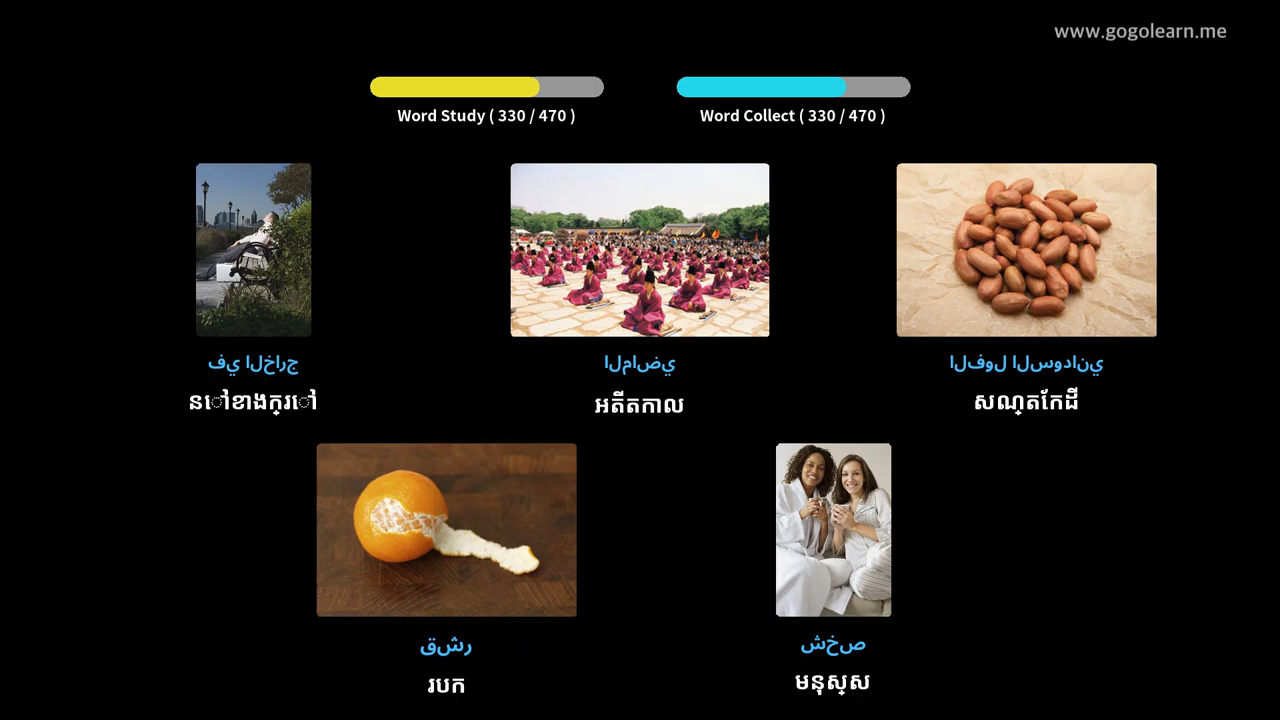 www.gogolearn.me
Word Study ( 330 / 470 )
Word Collect ( 330 / 470 )
في الخارج
الماضي
الفول السوداني
នៅខាងក្រៅ
អតីតកាល
សណ្តែកដី
قشر
شخص
របក
មនុស្ស